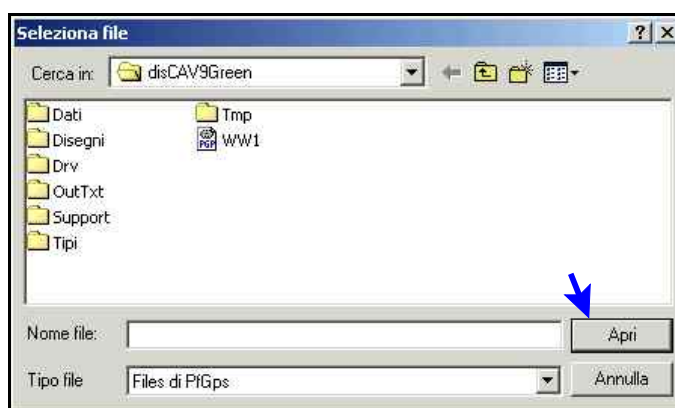 Seleziona file
Cerca in: disCAV9Green
Dati
Disegni
Drv
OutTxt
Support
Tipi
Tmp
WW1
Nome file: Apri
Tipo file Files di PfGps Annulla